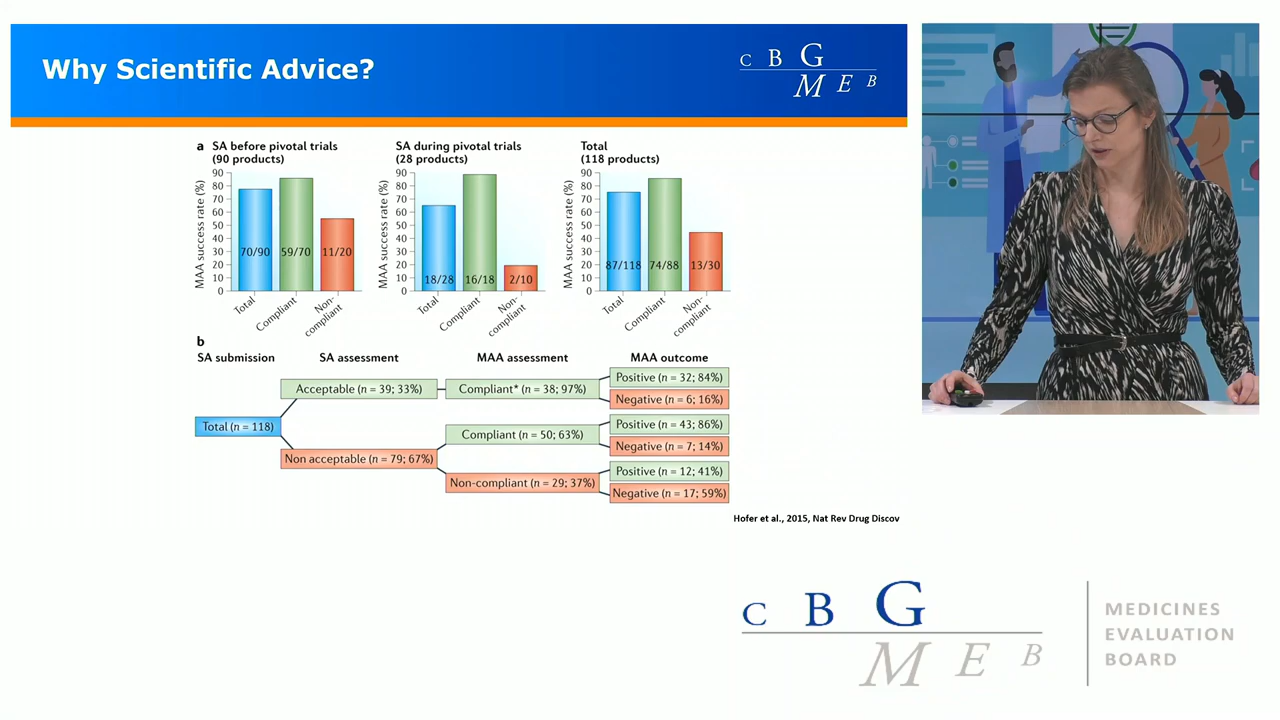 Why Scientific Advice?
C B G
M E B
a SA before pivotal trials
(90 products)
MAA success rate (%)
90
80
70
60
50
40
30
20
10
0
70/90
59/70
11/20
Total
Compliant
Non-
compliant
SA during pivotal trials
(28 products)
MAA success rate (%)
90
80
70
60
50
40
30
20
10
0
18/28
16/18
2/10
Total
Compliant
Non-
compliant
Total
(118 products)
MAA success rate (%)
90
80
70
60
50
40
30
20
10
0
87/118
74/88
13/30
Total
Compliant
Non-
compliant
b
SA submission SA assessment MAA assessment MAA outcome
Total (n = 118)
Acceptable (n = 39; 33%)
Compliant* (n = 38; 97%)
Positive (n = 32; 84%)
Negative (n = 6; 16%)
Non acceptable (n = 79; 67%)
Compliant (n = 50; 63%)
Positive (n = 43; 86%)
Negative (n = 7; 14%)
Non-compliant (n = 29; 37%)
Positive (n = 12; 41%)
Negative (n = 17; 59%)
Hofer et al., 2015, Nat Rev Drug Discov
C B G
M E B
MEDICINES
EVALUATION
BOARD